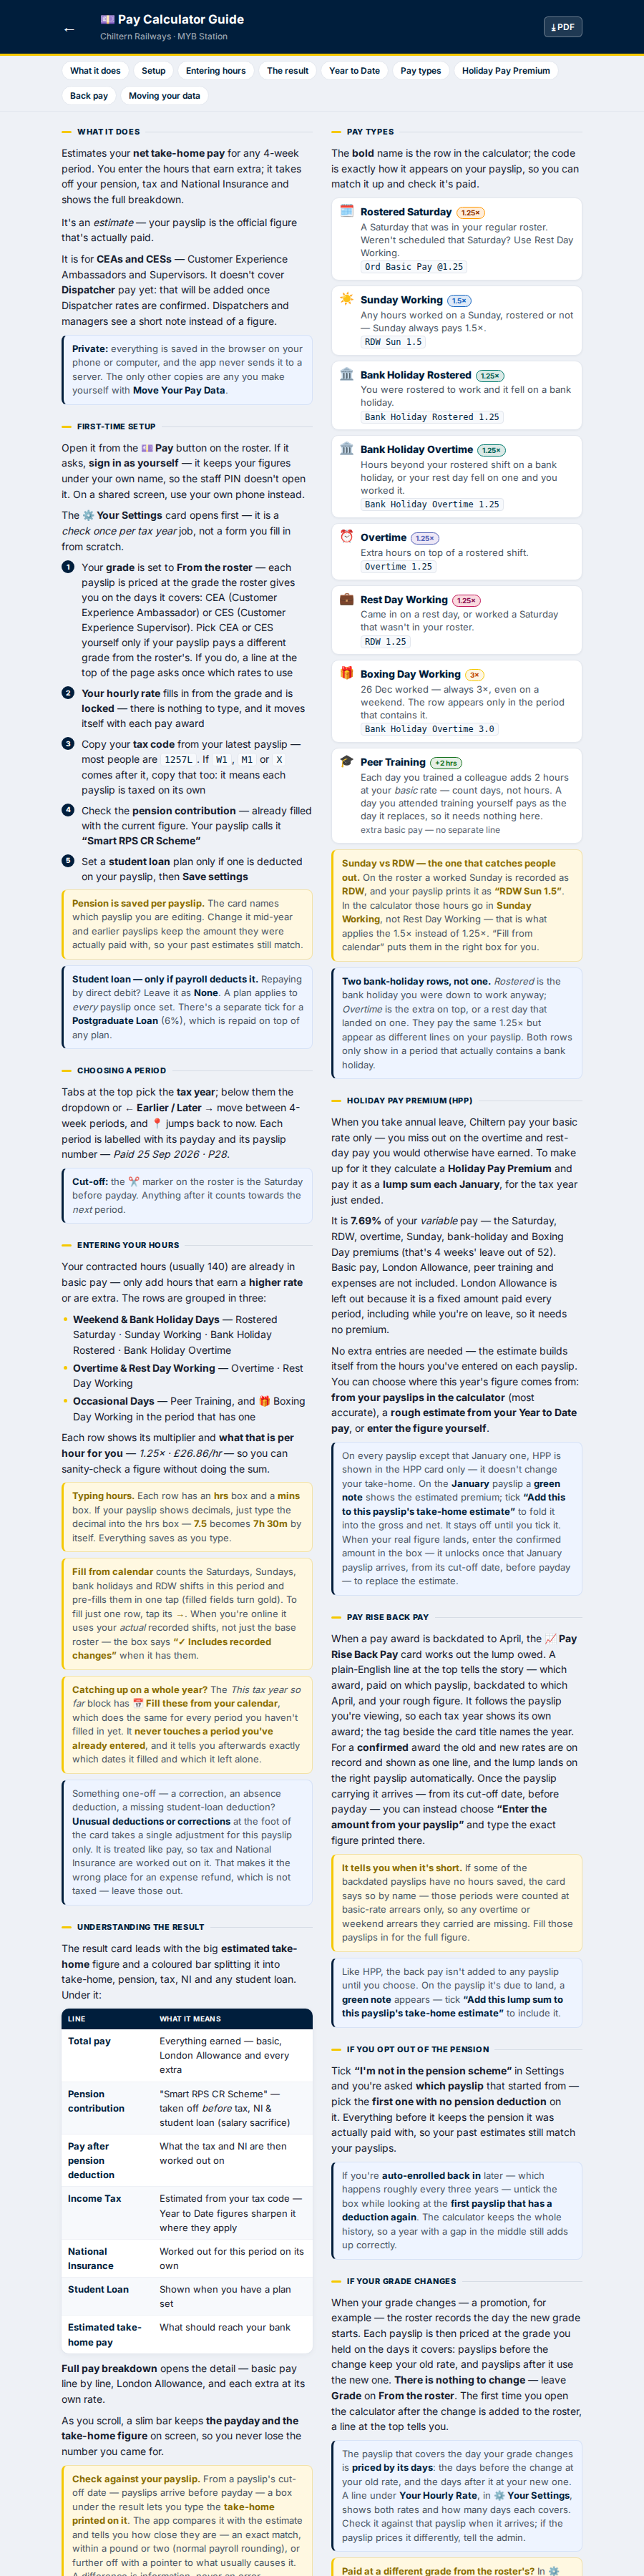 ←
💷 Pay Calculator Guide
Chiltern Railways · MYB Station
⤓ PDF
What it does
Setup
Entering hours
The result
Year to Date
Pay types
Holiday Pay Premium
Back pay
Moving your data
WHAT IT DOES
Estimates your net take-home pay for any 4-week
period. You enter the hours that earn extra; it takes
off your pension, tax and National Insurance and
shows the full breakdown.
It's an estimate — your payslip is the official figure
that's actually paid.
It is for CEAs and CESs — Customer Experience
Ambassadors and Supervisors. It doesn't cover
Dispatcher pay yet: that will be added once
Dispatcher rates are confirmed. Dispatchers and
managers see a short note instead of a figure.
Private: everything is saved in the browser on your
phone or computer, and the app never sends it to a
server. The only other copies are any you make
yourself with Move Your Pay Data.
FIRST-TIME SETUP
Open it from the 💷 Pay button on the roster. If it
asks, sign in as yourself — it keeps your figures
under your own name, so the staff PIN doesn't open
it. On a shared screen, use your own phone instead.
The ⚙️ Your Settings card opens first — it is a
check once per tax year job, not a form you fill in
from scratch.
1 Your grade is set to From the roster — each
payslip is priced at the grade the roster gives
you on the days it covers: CEA (Customer
Experience Ambassador) or CES (Customer
Experience Supervisor). Pick CEA or CES
yourself only if your payslip pays a different
grade from the roster's. If you do, a line at the
top of the page asks once which rates to use
2 Your hourly rate fills in from the grade and is
locked — there is nothing to type, and it moves
itself with each pay award
3 Copy your tax code from your latest payslip —
most people are 1257L . If W1 , M1 or X
comes after it, copy that too: it means each
payslip is taxed on its own
4 Check the pension contribution — already filled
with the current figure. Your payslip calls it
“Smart RPS CR Scheme”
5 Set a student loan plan only if one is deducted
on your payslip, then Save settings
Pension is saved per payslip. The card names
which payslip you are editing. Change it mid-year
and earlier payslips keep the amount they were
actually paid with, so your past estimates still match.
Student loan — only if payroll deducts it. Repaying
by direct debit? Leave it as None. A plan applies to
every payslip once set. There's a separate tick for a
Postgraduate Loan (6%), which is repaid on top of
any plan.
CHOOSING A PERIOD
Tabs at the top pick the tax year; below them the
dropdown or ← Earlier / Later → move between 4-
week periods, and 📍 jumps back to now. Each
period is labelled with its payday and its payslip
number — Paid 25 Sep 2026 · P28.
Cut-off: the ✂️ marker on the roster is the Saturday
before payday. Anything after it counts towards the
next period.
ENTERING YOUR HOURS
Your contracted hours (usually 140) are already in
basic pay — only add hours that earn a higher rate
or are extra. The rows are grouped in three:
• Weekend & Bank Holiday Days — Rostered
Saturday · Sunday Working · Bank Holiday
Rostered · Bank Holiday Overtime
• Overtime & Rest Day Working — Overtime · Rest
Day Working
• Occasional Days — Peer Training, and 🎁 Boxing
Day Working in the period that has one
Each row shows its multiplier and what that is per
hour for you — 1.25× · £26.86/hr — so you can
sanity-check a figure without doing the sum.
Typing hours. Each row has an hrs box and a mins
box. If your payslip shows decimals, just type the
decimal into the hrs box — 7.5 becomes 7h 30m by
itself. Everything saves as you type.
Fill from calendar counts the Saturdays, Sundays,
bank holidays and RDW shifts in this period and
pre-fills them in one tap (filled fields turn gold). To
fill just one row, tap its →. When you're online it
uses your actual recorded shifts, not just the base
roster — the box says “✓ Includes recorded
changes” when it has them.
Catching up on a whole year? The This tax year so
far block has 📅 Fill these from your calendar,
which does the same for every period you haven't
filled in yet. It never touches a period you've
already entered, and it tells you afterwards exactly
which dates it filled and which it left alone.
Something one-off — a correction, an absence
deduction, a missing student-loan deduction?
Unusual deductions or corrections at the foot of
the card takes a single adjustment for this payslip
only. It is treated like pay, so tax and National
Insurance are worked out on it. That makes it the
wrong place for an expense refund, which is not
taxed — leave those out.
UNDERSTANDING THE RESULT
The result card leads with the big estimated take-
home figure and a coloured bar splitting it into
take-home, pension, tax, NI and any student loan.
Under it:
LINE WHAT IT MEANS
Total pay Everything earned — basic,
London Allowance and every
extra
Pension contribution "Smart RPS CR Scheme" —
taken off before tax, NI &
student loan (salary sacrifice)
Pay after pension deduction What the tax and NI are then
worked out on
Income Tax Estimated from your tax code —
Year to Date figures sharpen it
where they apply
National Insurance Worked out for this period on its
own
Student Loan Shown when you have a plan
set
Estimated take-home pay What should reach your bank
Full pay breakdown opens the detail — basic pay
line by line, London Allowance, and each extra at its
own rate.
As you scroll, a slim bar keeps the payday and the
take-home figure on screen, so you never lose the
number you came for.
Check against your payslip. From a payslip's cut-
off date — payslips arrive before payday — a box
under the result lets you type the take-home
printed on it. The app compares it with the estimate
and tells you how close they are — an exact match,
within a pound or two (normal payroll rounding), or
further off with a pointer to what usually causes it.
PAY TYPES
The bold name is the row in the calculator; the code
is exactly how it appears on your payslip, so you can
match it up and check it's paid.
🗓️ Rostered Saturday 1.25×
A Saturday that was in your regular roster.
Weren't scheduled that Saturday? Use Rest Day
Working.
Ord Basic Pay @1.25
☀️ Sunday Working 1.5×
Any hours worked on a Sunday, rostered or not
— Sunday always pays 1.5×.
RDW Sun 1.5
🏛️ Bank Holiday Rostered 1.25×
You were rostered to work and it fell on a bank
holiday.
Bank Holiday Rostered 1.25
🏛️ Bank Holiday Overtime 1.25×
Hours beyond your rostered shift on a bank
holiday, or your rest day fell on one and you
worked it.
Bank Holiday Overtime 1.25
⏰ Overtime 1.25×
Extra hours on top of a rostered shift.
Overtime 1.25
💼 Rest Day Working 1.25×
Came in on a rest day, or worked a Saturday
that wasn't in your roster.
RDW 1.25
🎁 Boxing Day Working 3×
26 Dec worked — always 3×, even on a
weekend. The row appears only in the period
that contains it.
Bank Holiday Overtime 3.0
🎓 Peer Training +2 hrs
Each day you trained a colleague adds 2 hours
at your basic rate — count days, not hours. A
day you attended training yourself pays as the
day it replaces, so it needs nothing here.
extra basic pay — no separate line
Sunday vs RDW — the one that catches people
out. On the roster a worked Sunday is recorded as
RDW, and your payslip prints it as “RDW Sun 1.5”.
In the calculator those hours go in Sunday
Working, not Rest Day Working — that is what
applies the 1.5× instead of 1.25×. “Fill from
calendar” puts them in the right box for you.
Two bank-holiday rows, not one. Rostered is the
bank holiday you were down to work anyway;
Overtime is the extra on top, or a rest day that
landed on one. They pay the same 1.25× but
appear as different lines on your payslip. Both rows
only show in a period that actually contains a bank
holiday.
HOLIDAY PAY PREMIUM (HPP)
When you take annual leave, Chiltern pay your basic
rate only — you miss out on the overtime and rest-
day pay you would otherwise have earned. To make
up for it they calculate a Holiday Pay Premium and
pay it as a lump sum each January, for the tax year
just ended.
It is 7.69% of your variable pay — the Saturday,
RDW, overtime, Sunday, bank-holiday and Boxing
Day premiums (that's 4 weeks' leave out of 52).
Basic pay, London Allowance, peer training and
expenses are not included. London Allowance is
left out because it is a fixed amount paid every
period, including while you're on leave, so it needs
no premium.
No extra entries are needed — the estimate builds
itself from the hours you've entered on each payslip.
You can choose where this year's figure comes from:
from your payslips in the calculator (most
accurate), a rough estimate from your Year to Date
pay, or enter the figure yourself.
On every payslip except that January one, HPP is
shown in the HPP card only — it doesn't change
your take-home. On the January payslip a green
note shows the estimated premium; tick “Add this
to this payslip's take-home estimate” to fold it
into the gross and net. It stays off until you tick it.
When your real figure lands, enter the confirmed
amount in the box — it unlocks once that January
payslip arrives, from its cut-off date, before payday
— to replace the estimate.
PAY RISE BACK PAY
When a pay award is backdated to April, the 📈 Pay
Rise Back Pay card works out the lump owed. A
plain-English line at the top tells the story — which
award, paid on which payslip, backdated to which
April, and your rough figure. It follows the payslip
you're viewing, so each tax year shows its own
award; the tag beside the card title names the year.
For a confirmed award the old and new rates are on
record and shown as one line, and the lump lands on
the right payslip automatically. Once the payslip
carrying it arrives — from its cut-off date, before
payday — you can instead choose “Enter the
amount from your payslip” and type the exact
figure printed there.
It tells you when it's short. If some of the
backdated payslips have no hours saved, the card
says so by name — those periods were counted at
basic-rate arrears only, so any overtime or
weekend arrears they carried are missing. Fill those
payslips in for the full figure.
Like HPP, the back pay isn't added to any payslip
until you choose. On the payslip it's due to land, a
green note appears — tick “Add this lump sum to
this payslip's take-home estimate” to include it.
IF YOU OPT OUT OF THE PENSION
Tick “I'm not in the pension scheme” in Settings
and you're asked which payslip that started from —
pick the first one with no pension deduction on
it. Everything before it keeps the pension it was
actually paid with, so your past estimates still match
your payslips.
If you're auto-enrolled back in later — which
happens roughly every three years — untick the
box while looking at the first payslip that has a
deduction again. The calculator keeps the whole
history, so a year with a gap in the middle still adds
up correctly.
IF YOUR GRADE CHANGES
When your grade changes — a promotion, for
example — the roster records the day the new grade
starts. Each payslip is then priced at the grade you
held on the days it covers: payslips before the
change keep your old rate, and payslips after it use
the new one. There is nothing to change — leave
Grade on From the roster. The first time you open
the calculator after the change is added to the roster,
a line at the top tells you.
The payslip that covers the day your grade changes
is priced by its days: the days before the change at
your old rate, and the days after it at your new one.
A line under Your Hourly Rate, in ⚙️ Your Settings,
shows both rates and how many days each covers.
Check it against that payslip when it arrives; if the
payslip prices it differently, tell the admin.
Paid at a different grade from the roster's? In ⚙️